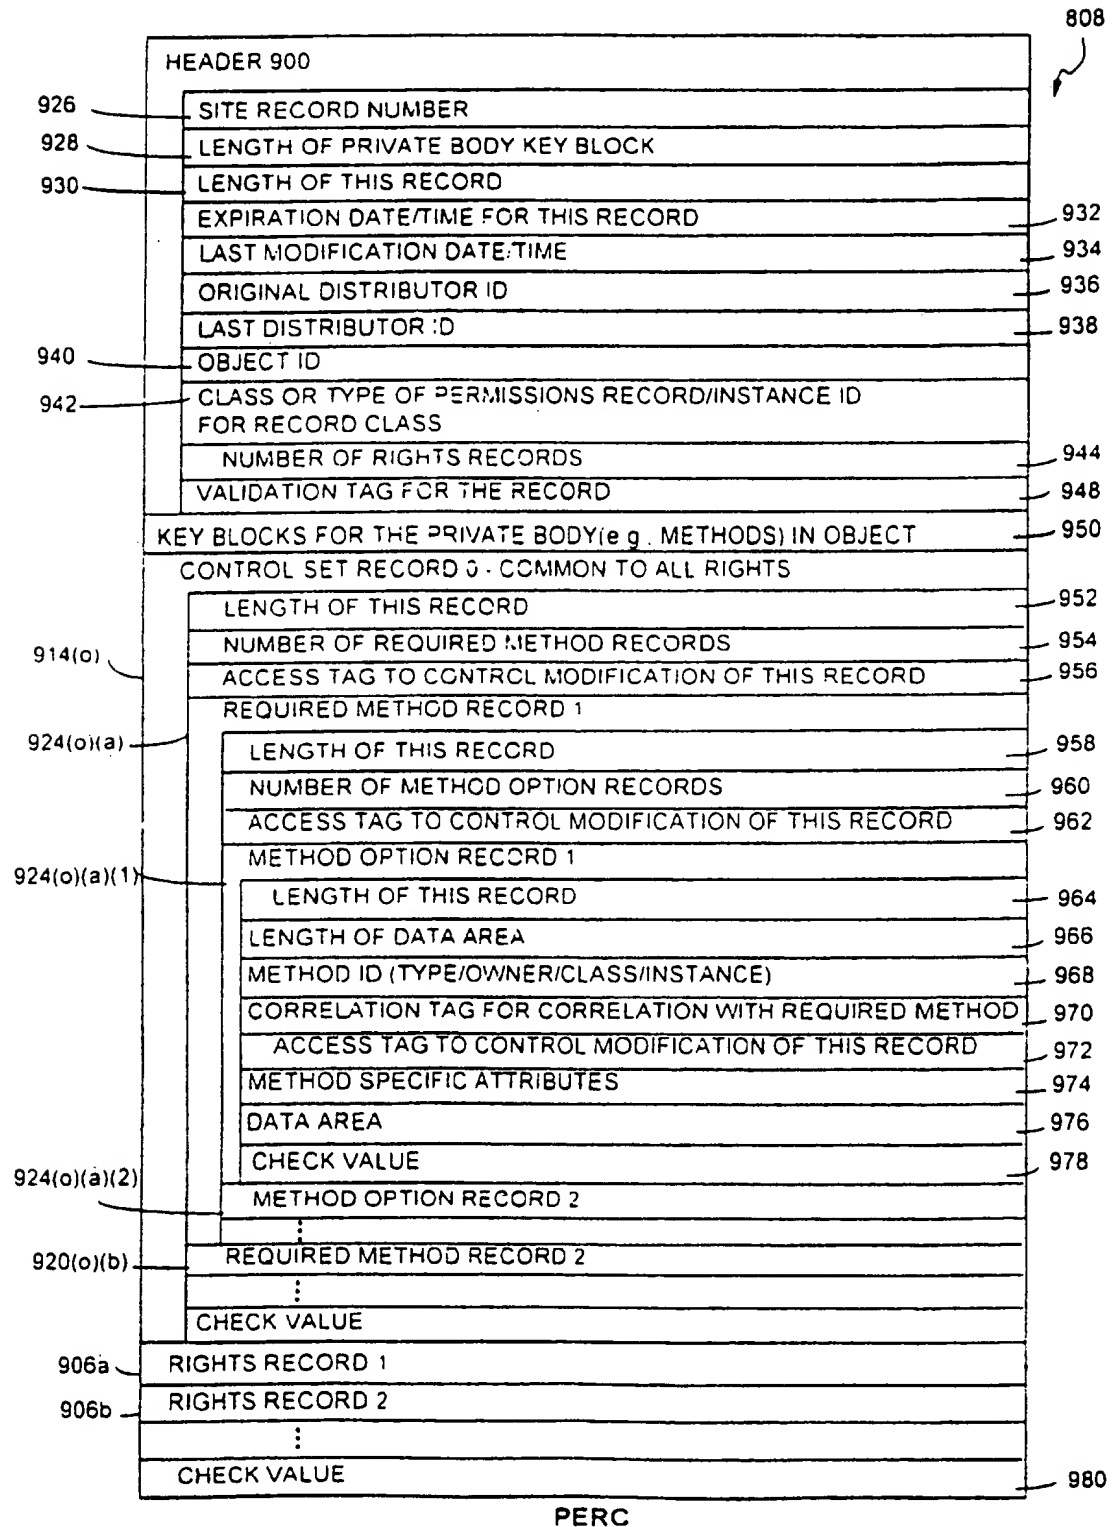 808
HEADER 900
926 SITE RECORD NUMBER
928 LENGTH OF PRIVATE BODY KEY BLOCK
930 LENGTH OF THIS RECORD
EXPIRATION DATE/TIME FOR THIS RECORD 932
LAST MODIFICATION DATE/TIME 934
ORIGINAL DISTRIBUTOR ID 936
LAST DISTRIBUTOR ID 938
940 OBJECT ID
942 CLASS OR TYPE OF PERMISSIONS RECORD/INSTANCE ID
FOR RECORD CLASS
NUMBER OF RIGHTS RECORDS 944
VALIDATION TAG FOR THE RECORD 948
KEY BLOCKS FOR THE PRIVATE BODY(e g . METHODS) IN OBJECT 950
CONTROL SET RECORD 0 - COMMON TO ALL RIGHTS
LENGTH OF THIS RECORD 952
NUMBER OF REQUIRED METHOD RECORDS 954
914(o) ACCESS TAG TO CONTROL MODIFICATION OF THIS RECORD 956
REQUIRED METHOD RECORD 1
924(o)(a) LENGTH OF THIS RECORD 958
NUMBER OF METHOD OPTION RECORDS 960
ACCESS TAG TO CONTROL MODIFICATION OF THIS RECORD 962
METHOD OPTION RECORD 1
924(o)(a)(1) LENGTH OF THIS RECORD 964
LENGTH OF DATA AREA 966
METHOD ID (TYPE/OWNER/CLASS/INSTANCE) 968
CORRELATION TAG FOR CORRELATION WITH REQUIRED METHOD 970
ACCESS TAG TO CONTROL MODIFICATION OF THIS RECORD 972
METHOD SPECIFIC ATTRIBUTES 974
DATA AREA 976
CHECK VALUE 978
924(o)(a)(2) METHOD OPTION RECORD 2
920(o)(b) REQUIRED METHOD RECORD 2
CHECK VALUE
906a RIGHTS RECORD 1
906b RIGHTS RECORD 2
CHECK VALUE 980
PERC